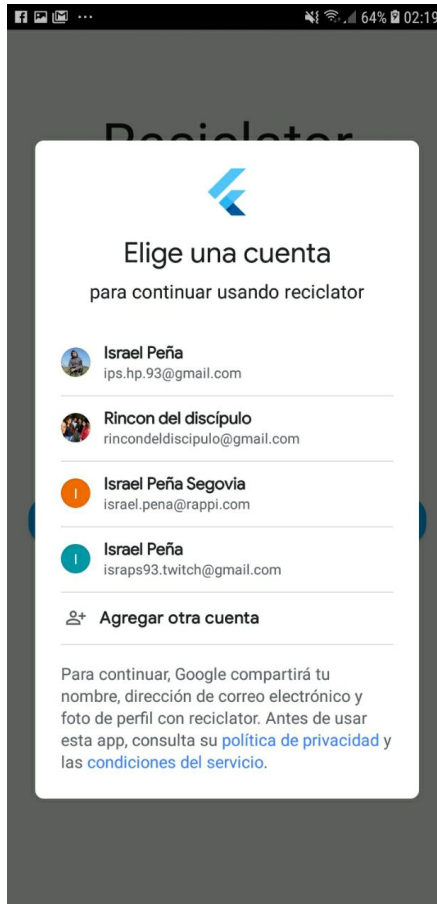 64% 02:19
Reciclator
Elige una cuenta
para continuar usando reciclator
Israel Peña
ips.hp.93@gmail.com
Rincon del discípulo
rincondeldiscipulo@gmail.com
I
Israel Peña Segovia
israel.pena@rappi.com
I
Israel Peña
israps93.twitch@gmail.com
Agregar otra cuenta
Para continuar, Google compartirá tu
nombre, dirección de correo electrónico y
foto de perfil con reciclator. Antes de usar
esta app, consulta su política de privacidad y
las condiciones del servicio.